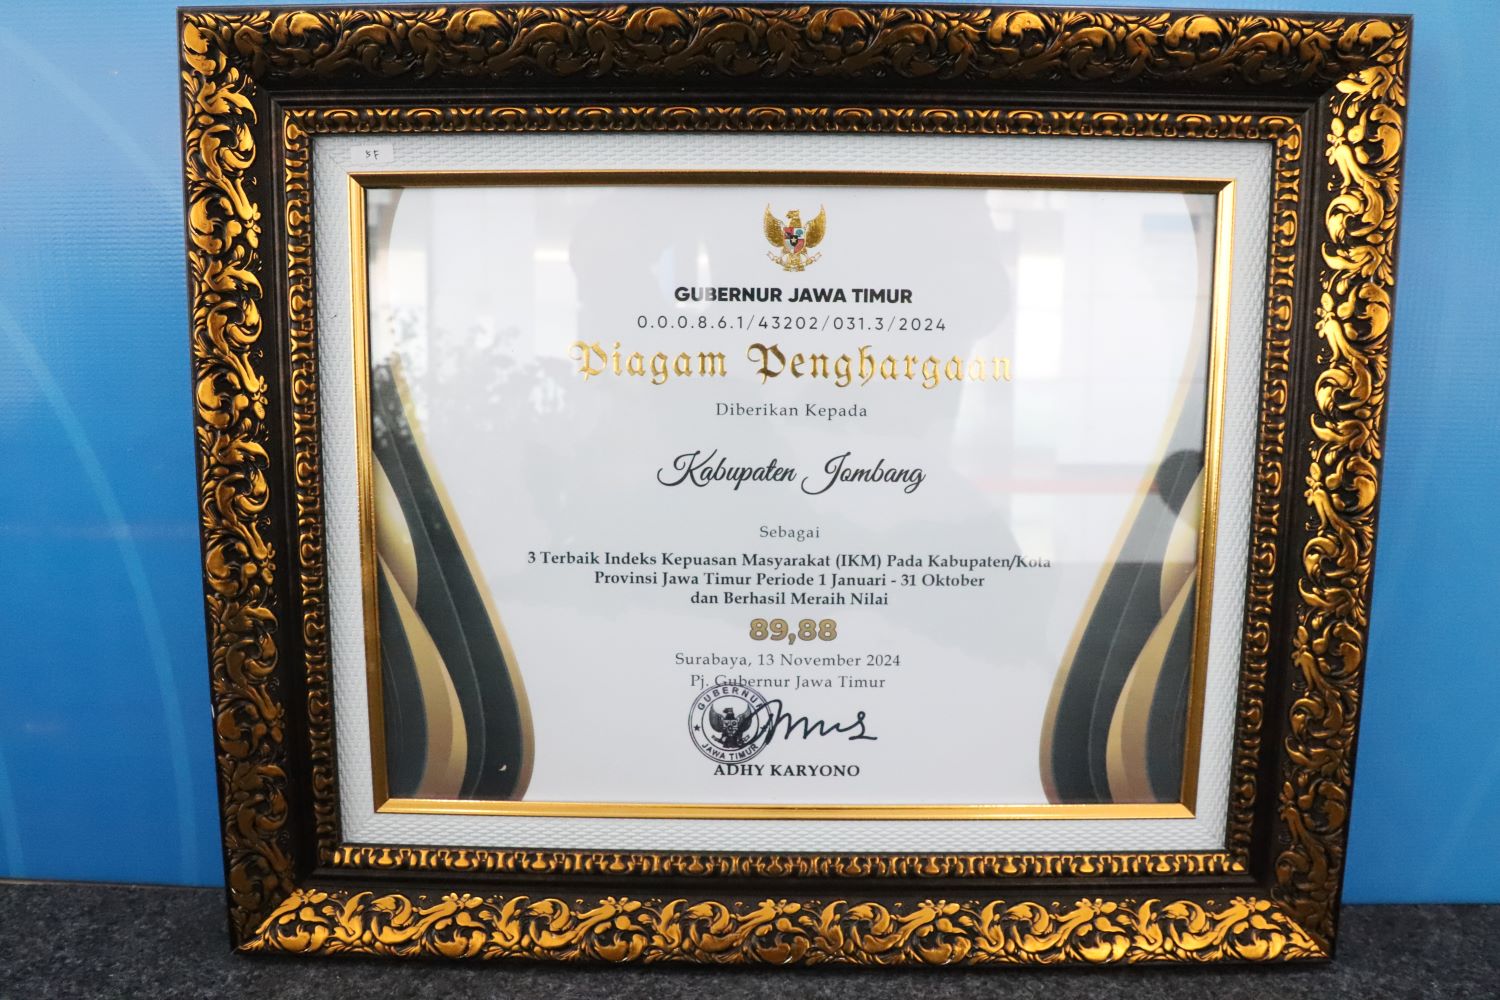 GUBERNUR JAWA TIMUR
0.0.0.8.6.1/43202/031.3/2024
Piagam Penghargaan
Diberikan Kepada
Kabupaten Jombang
Sebagai
3 Terbaik Indeks Kepuasan Masyarakat (IKM) Pada Kabupaten/Kota
Provinsi Jawa Timur Periode 1 Januari - 31 Oktober
dan Berhasil Meraih Nilai
89,88
Surabaya, 13 November 2024
Pj. Gubernur Jawa Timur
GUBERNUR
JAWA TIMUR
ADHY KARYONO